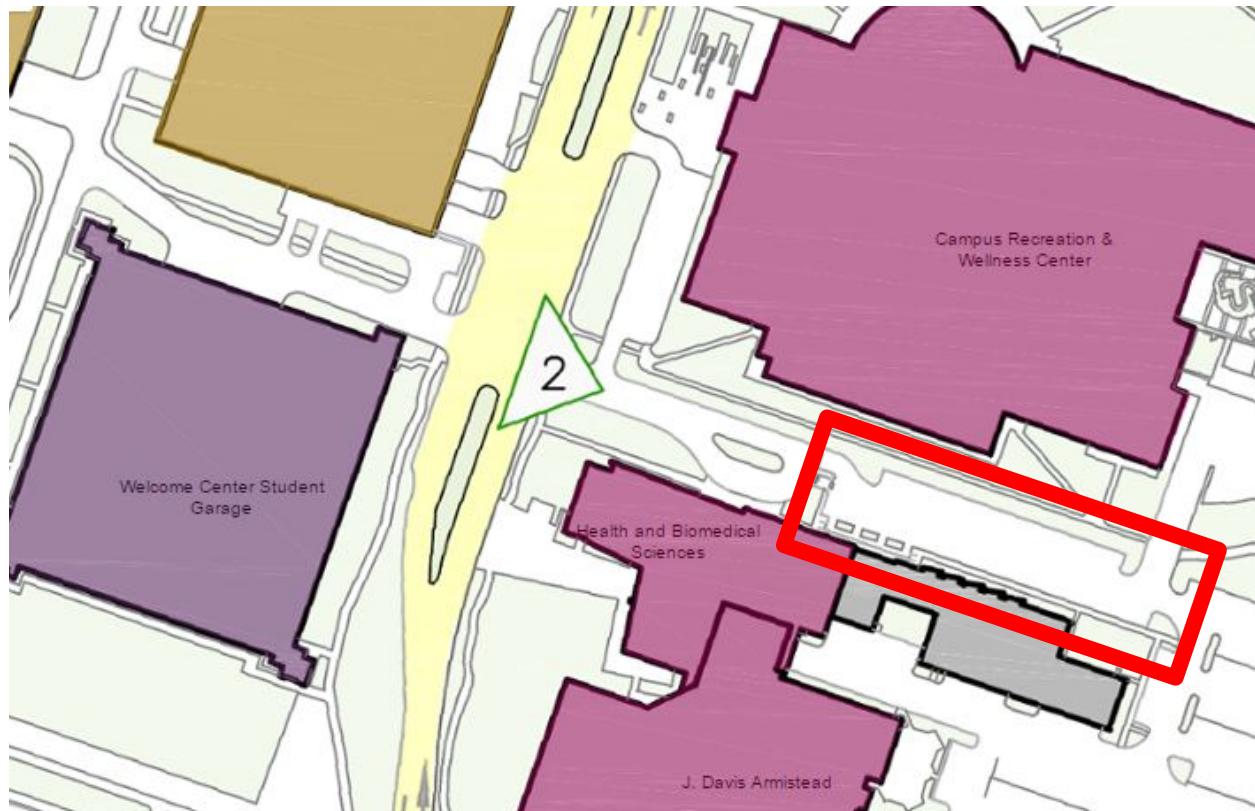 Campus Recreation &
Wellness Center
2
Welcome Center Student
Garage
Health and Biomedical
Sciences
J. Davis Armistead